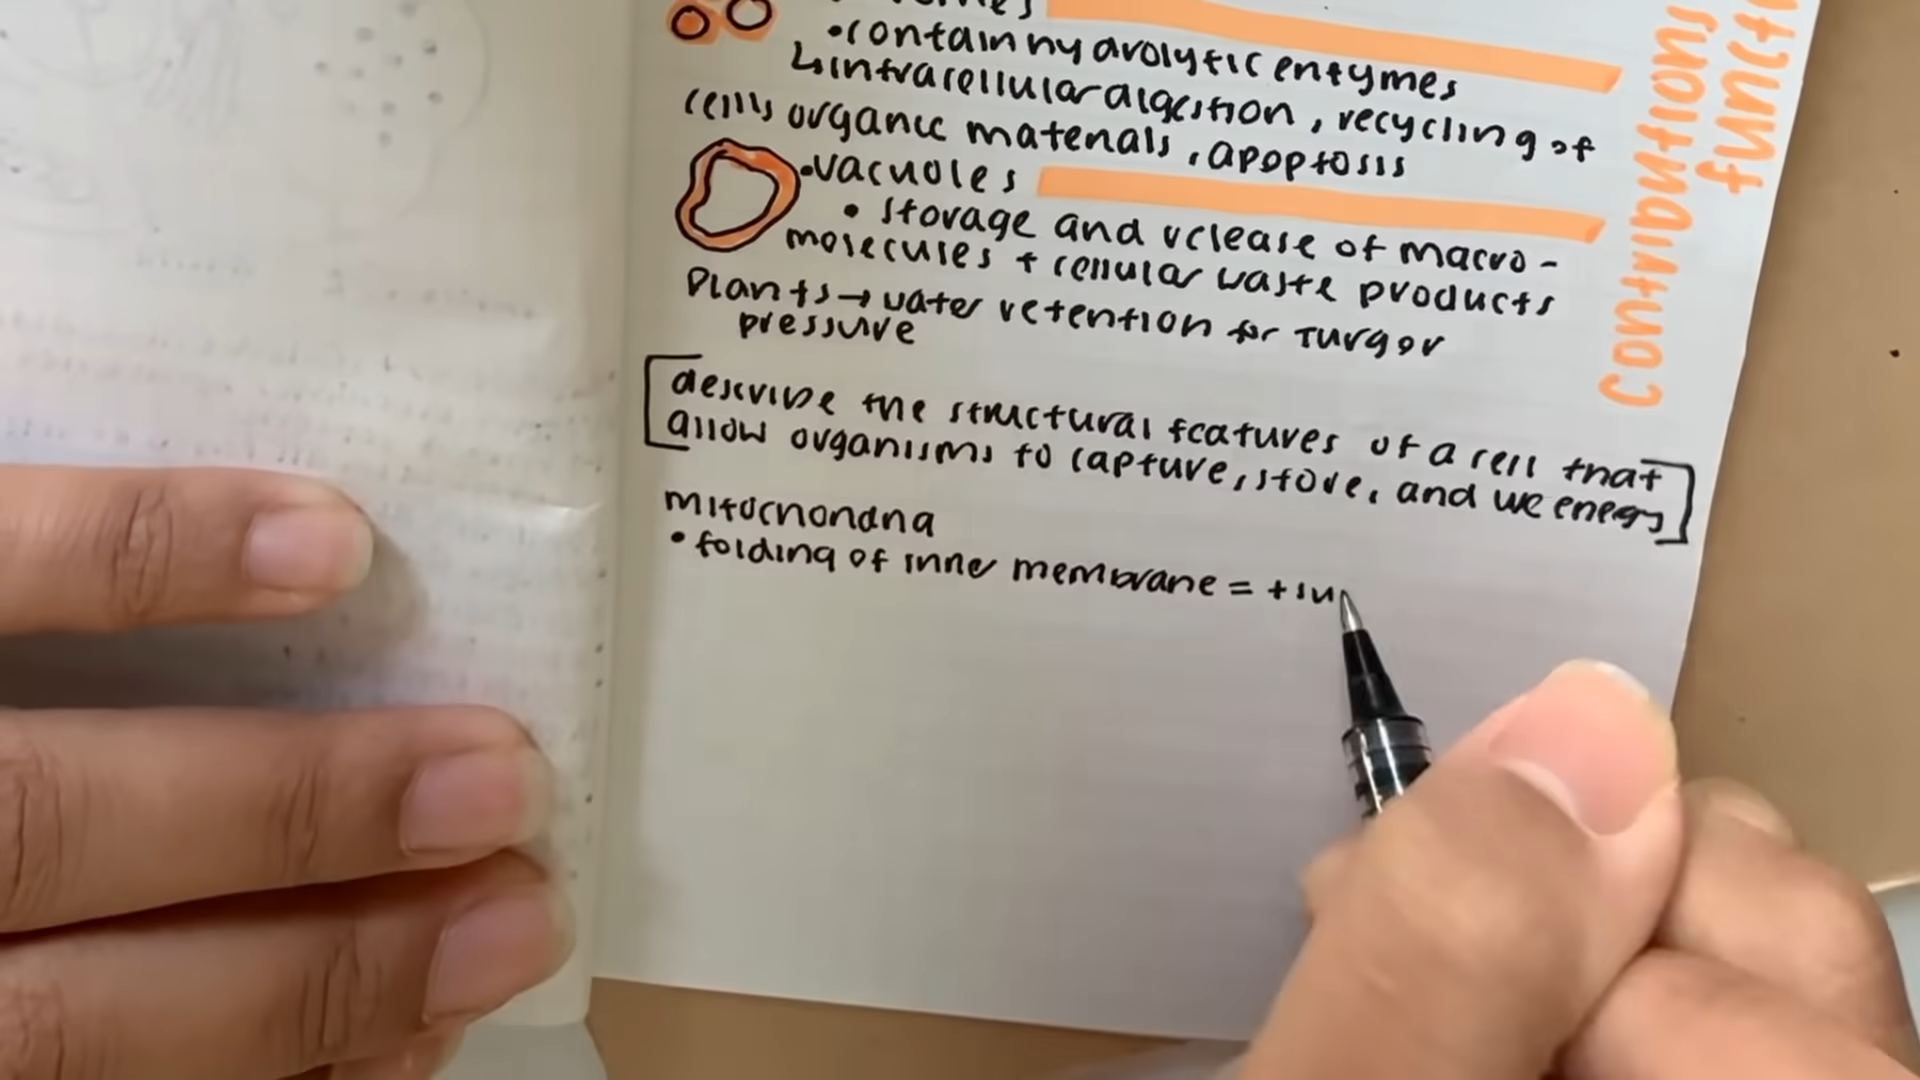 •contain hydrolytic enzymes
↳intracellular digestion, recycling of
cells organic materials, apoptosis
•vacuoles
• storage and release of macro-
molecules + cellular waste products
Plants → water retention for turgor
pressure
[describe the structural features of a cell that
allow organisms to capture, store, and use energy]
mitochondria
• folding of inner membrane = + sur
contributions